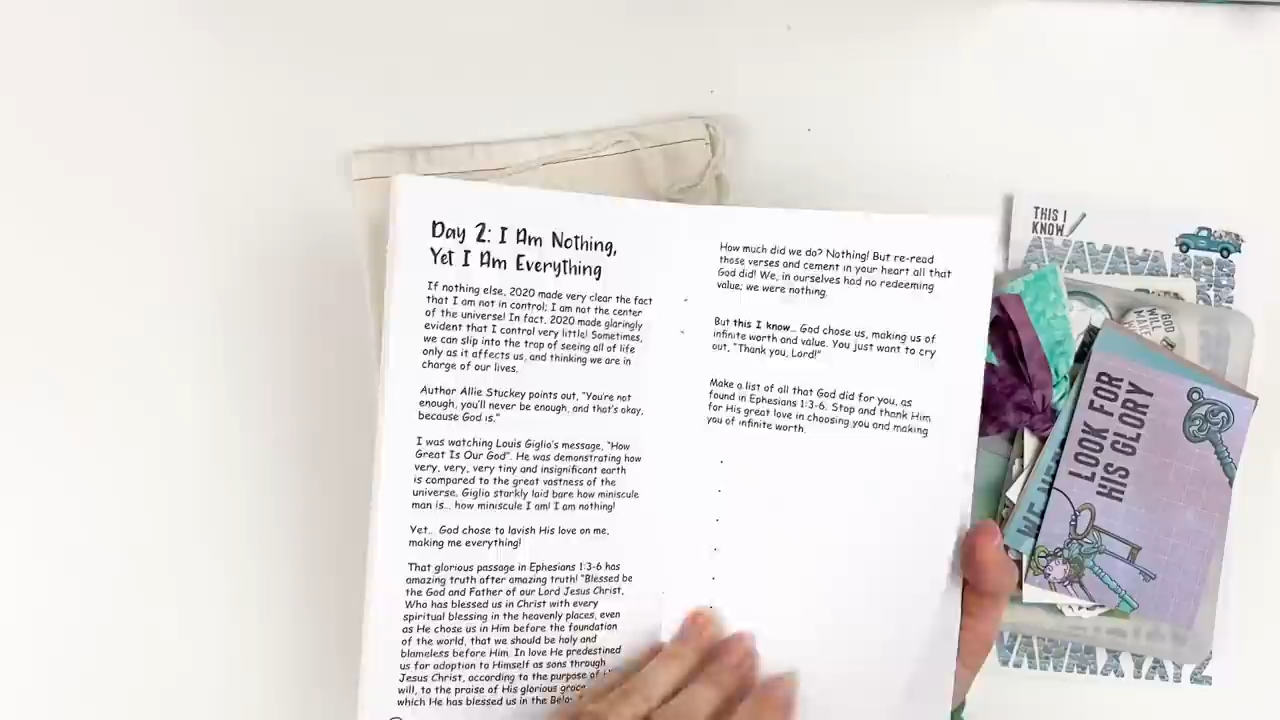 Day 2: I Am Nothing,
Yet I Am Everything
If nothing else, 2020 made very clear the fact
that I am not in control; I am not the center
of the universe! In fact, 2020 made glaringly
evident that I control very little! Sometimes,
we can slip into the trap of seeing all of life
only as it affects us, and thinking we are in
charge of our lives.
Author Allie Stuckey points out, "You're not
enough, you'll never be enough, and that's okay,
because God is."
I was watching Louis Giglio's message, "How
Great Is Our God". He was demonstrating how
very, very, very tiny and insignificant earth
is compared to the great vastness of the
universe. Giglio starkly laid bare how miniscule
man is... how miniscule I am! I am nothing!
Yet.. God chose to lavish His love on me,
making me everything!
That glorious passage in Ephesians 1:3-6 has
amazing truth after amazing truth! "Blessed be
the God and Father of our Lord Jesus Christ,
Who has blessed us in Christ with every
spiritual blessing in the heavenly places, even
as He chose us in Him before the foundation
of the world, that we should be holy and
blameless before Him. In love He predestined
us for adoption to Himself as sons through
Jesus Christ, according to the purpose of
will, to the praise of His glorious grace
which He has blessed us in the
How much did we do? Nothing! But re-read
those verses and cement in your heart all that
God did! We, in ourselves had no redeeming
value; we were nothing.
But this I know... God chose us, making us of
infinite worth and value. You just want to cry
out, "Thank you, Lord!"
Make a list of all that God did for you, as
found in Ephesians 1:3-6. Stop and thank Him
for His great love in choosing you and making
you of infinite worth.
THIS I
KNOW
GOD
WILL
MAKE
LOOK FOR
HIS GLORY
WE